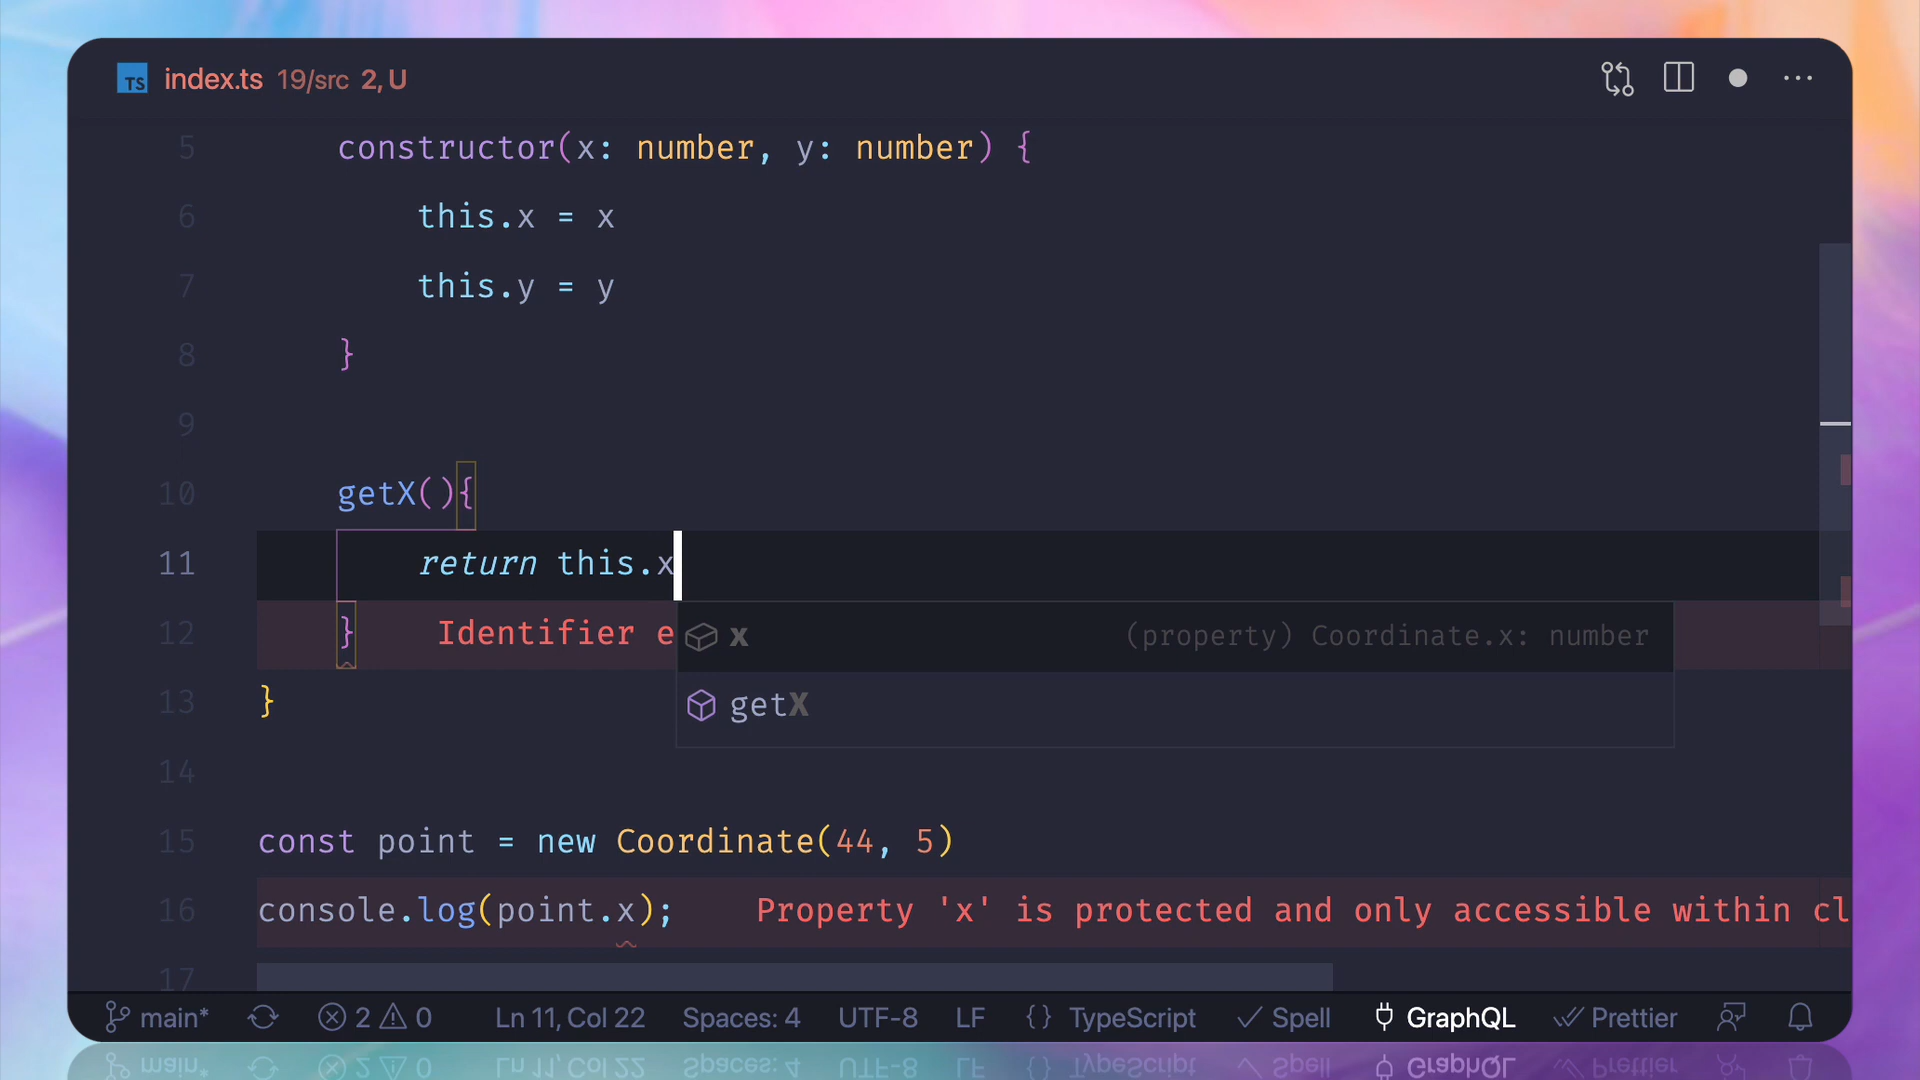 TS index.ts 19/src 2, U
5 constructor(x: number, y: number) {
6 this.x = x
7 this.y = y
8 }
9
10 getX(){
11 return this.x
12 } Identifier e
x (property) Coordinate.x: number
13 }
getX
14
15 const point = new Coordinate(44, 5)
16 console.log(point.x); Property 'x' is protected and only accessible within cl
17
main* 2 0 Ln 11, Col 22 Spaces: 4 UTF-8 LF {} TypeScript Spell GraphQL Prettier